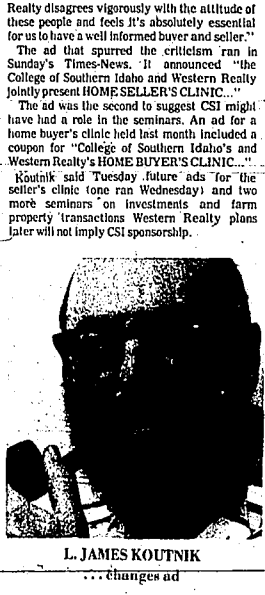 Realty disagrees vigorously with the attitude of
these people and feels it's absolutely essential
for us to have a well informed buyer and seller."
The ad that spurred the criticism ran in
Sunday's Times-News. It announced "the
College of Southern Idaho and Western Realty
jointly present HOME SELLER'S CLINIC..."
The ad was the second to suggest CSI might
have had a role in the seminars. An ad for a
home buyer's clinic held last month included a
coupon for "College of Southern Idaho's and
Western Realty's HOME BUYER'S CLINIC..."
Koutnik said Tuesday future ads for the
seller's clinic (one ran Wednesday) and two
more seminars on investments and farm
property transactions Western Realty plans
later will not imply CSI sponsorship.
L. JAMES KOUTNIK
... changes ad